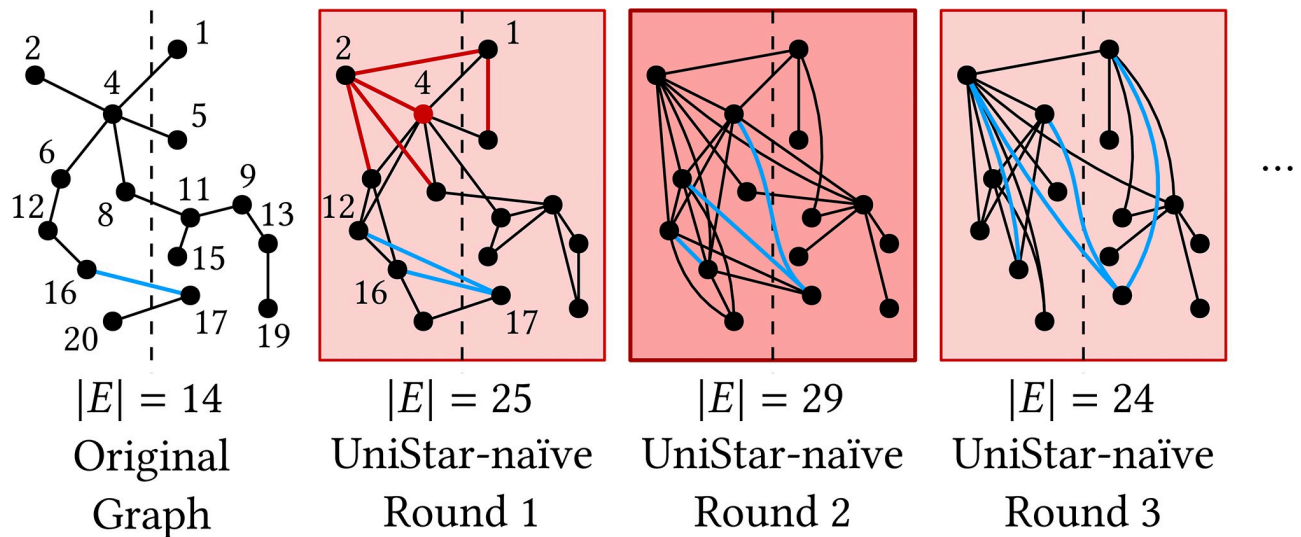 2
1
4
5
6
9
12
8
11
13
15
16
17
20
19
|E| = 14
Original
Graph
2
1
4
12
16
17
|E| = 25
UniStar-naïve
Round 1
|E| = 29
UniStar-naïve
Round 2
|E| = 24
UniStar-naïve
Round 3
...